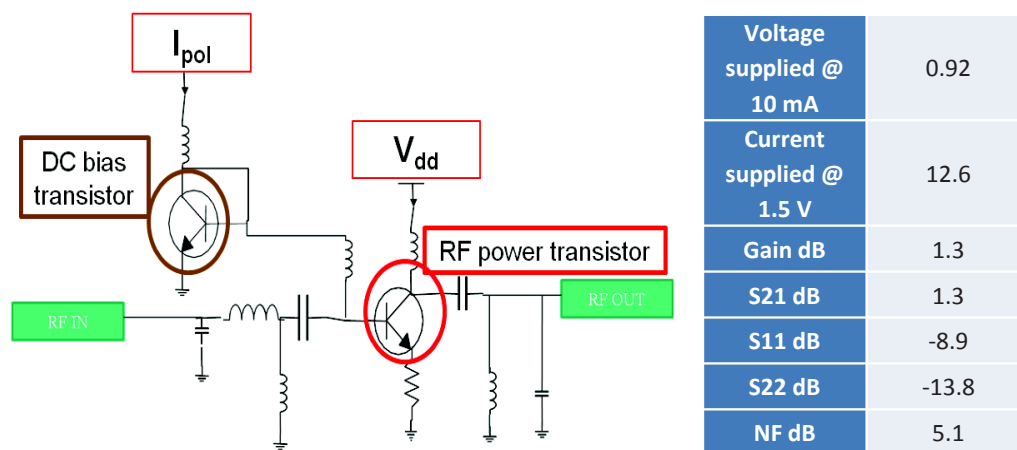 I_pol
DC bias
transistor
V_dd
RF power transistor
RF IN
RF OUT
Voltage
supplied @
10 mA
0.92
Current
supplied @
1.5 V
12.6
Gain dB
1.3
S21 dB
1.3
S11 dB
-8.9
S22 dB
-13.8
NF dB
5.1